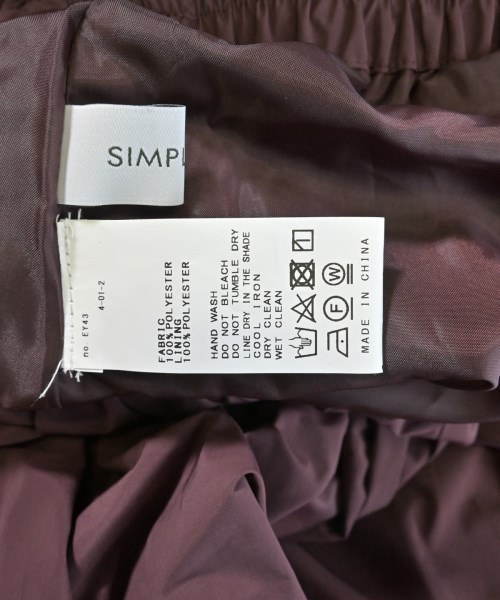 SIMPL
FABRIC
100%POLYESTER
LINING
100%POLYESTER
HAND WASH
DO NOT BLEACH
DO NOT TUMBLE DRY
LINE DRY IN THE SHADE
COOL IRON
DRY CLEAN
WET CLEAN
F W
MADE IN CHINA
no. EY43 4-01-2